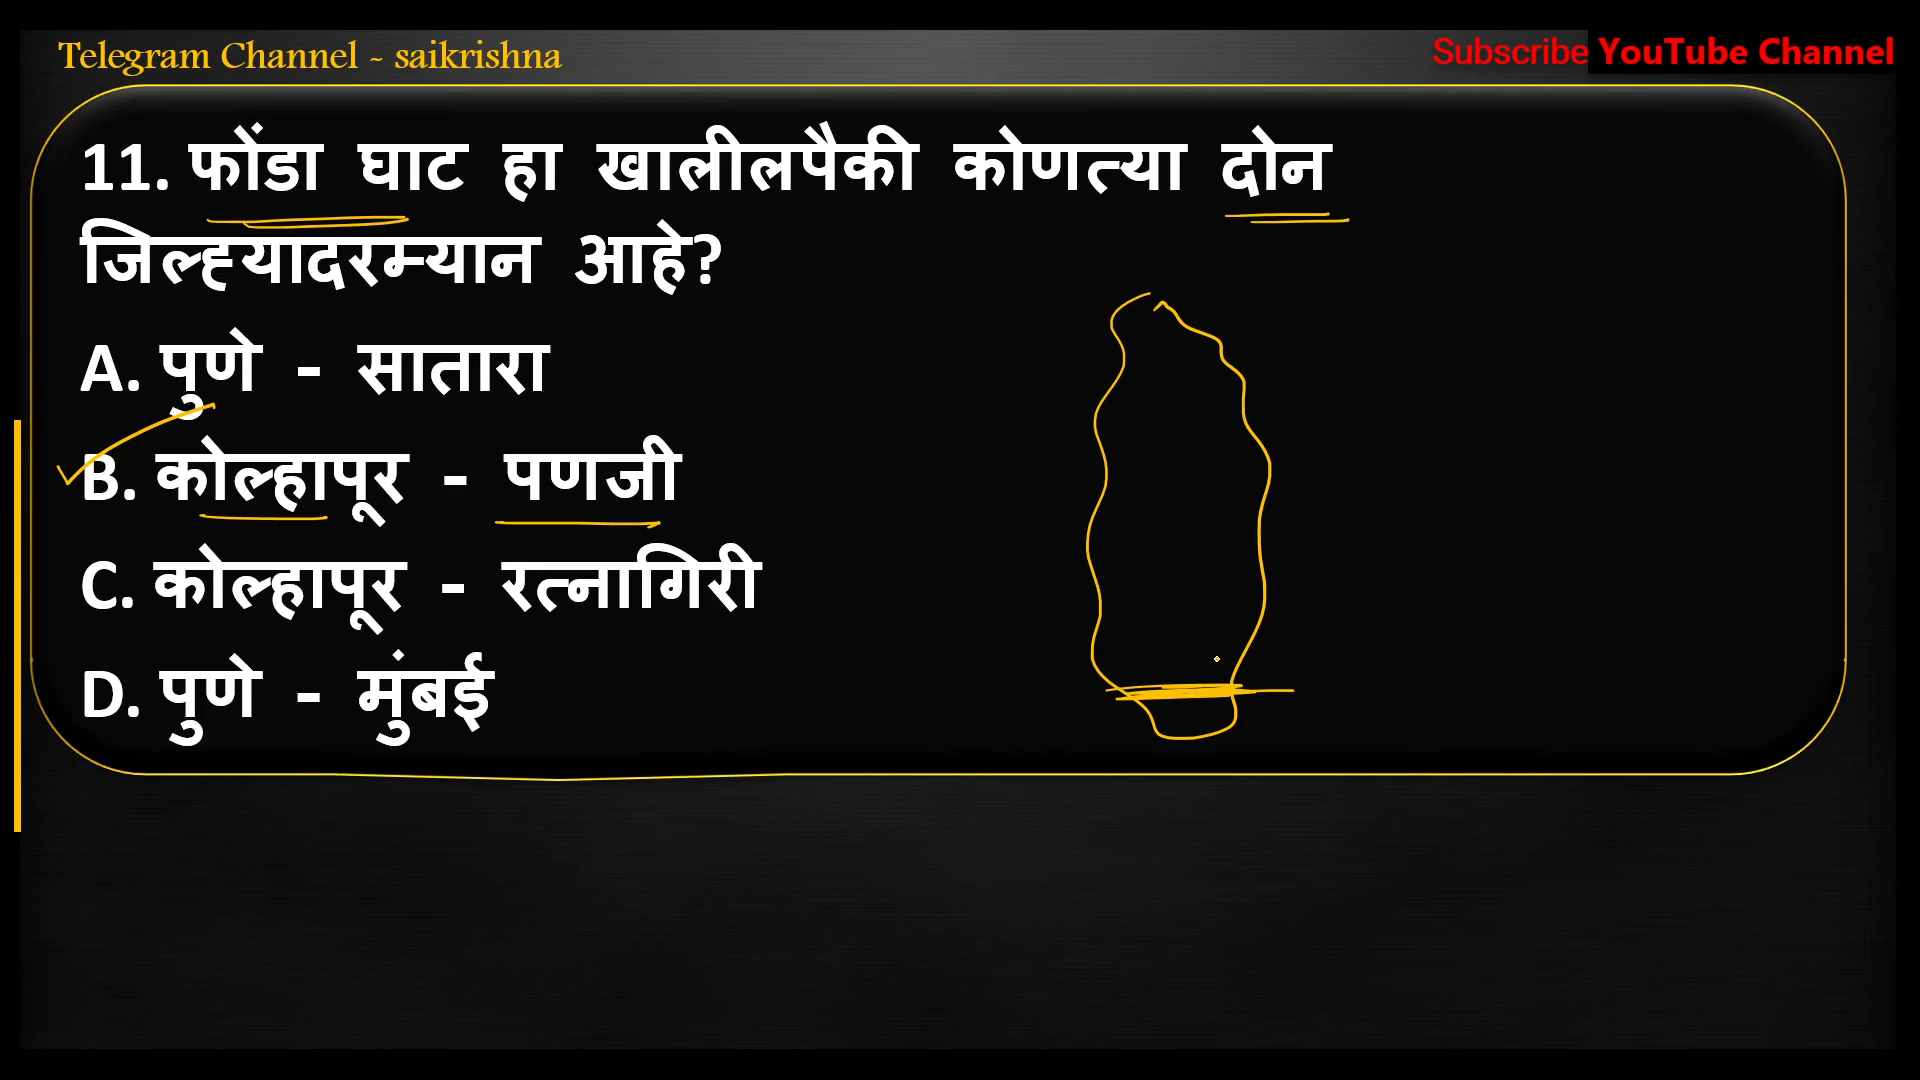 Telegram Channel - saikrishna
Subscribe YouTube Channel
11. फोंडा घाट हा खालीलपैकी कोणत्या दोन
जिल्ह्यादरम्यान आहे?
A. पुणे - सातारा
B. कोल्हापूर - पणजी
C. कोल्हापूर - रत्नागिरी
D. पुणे - मुंबई